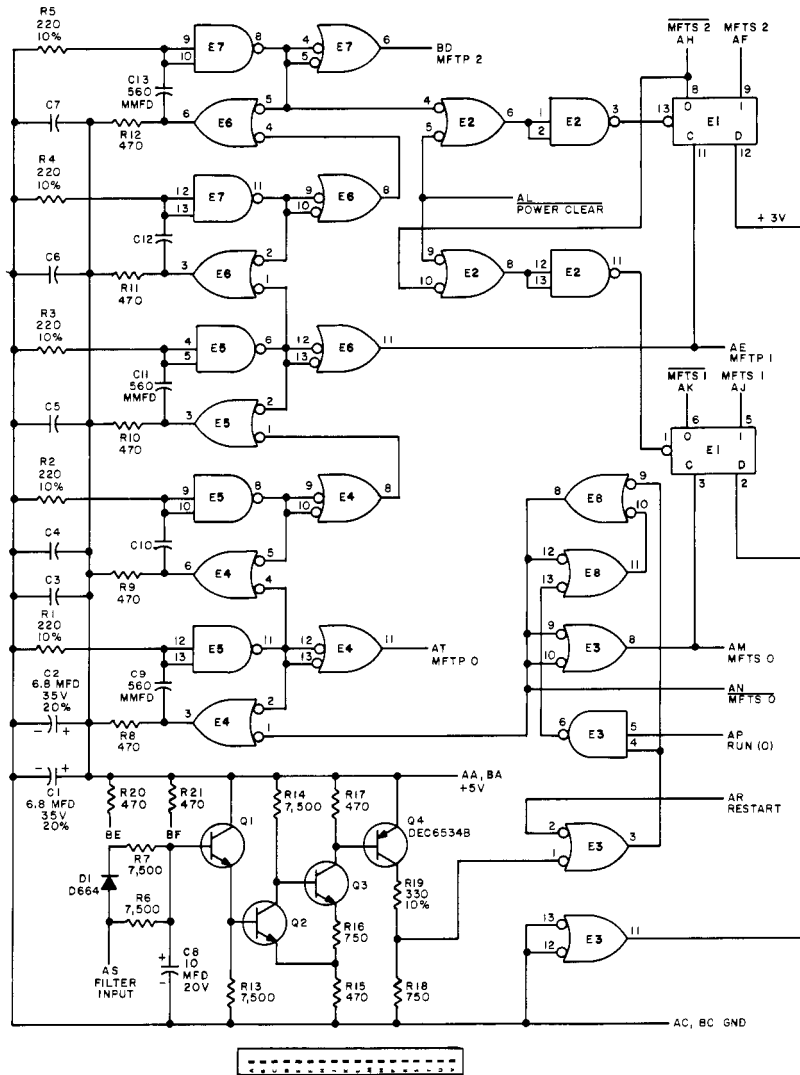 R5
220
10%
9
10
E7
8
4
5
E7
6
BD
MFTP 2
MFTS 2
AH
MFTS 2
AF
C13
560
MMFD
C7
R12
470
6
E6
5
4
4
5
E2
6
1
2
E2
3
13
8
0
9
1
E1
C
D
11
12
R4
220
10%
12
13
E7
11
9
10
E6
8
AL
POWER CLEAR
+3V
C12
C6
R11
470
3
E6
2
1
9
10
E2
8
12
13
E2
11
R3
220
10%
4
5
E5
6
12
13
E6
11
AE
MFTP 1
C11
560
MMFD
C5
R10
470
3
E5
2
1
MFTS 1
AK
MFTS 1
AJ
6
0
5
1
1
E1
C
D
3
2
R2
220
10%
9
10
E5
8
9
10
E4
8
8
E8
9
10
C10
C4
C3
R9
470
6
E4
5
4
12
13
E8
11
R1
220
10%
12
13
E5
11
12
13
E4
11
AT
MFTP 0
9
10
E3
8
AM
MFTS 0
C2
6.8 MFD
35V
20%
- +
C9
560
MMFD
R8
470
3
E4
2
1
AN
MFTS 0
6
E3
5
4
AP
RUN (0)
- +
C1
6.8 MFD
35V
20%
R20
470
BE
R21
470
BF
Q1
R14
7,500
R17
470
Q4
DEC6534B
AA, BA
+5V
AR
RESTART
R7
7,500
D1
D664
R6
7,500
Q2
Q3
R19
330
10%
2
1
E3
3
AS
FILTER
INPUT
+
-
C8
10
MFD
20V
R13
7,500
R16
750
R15
470
R18
750
13
12
E3
11
AC, BC GND